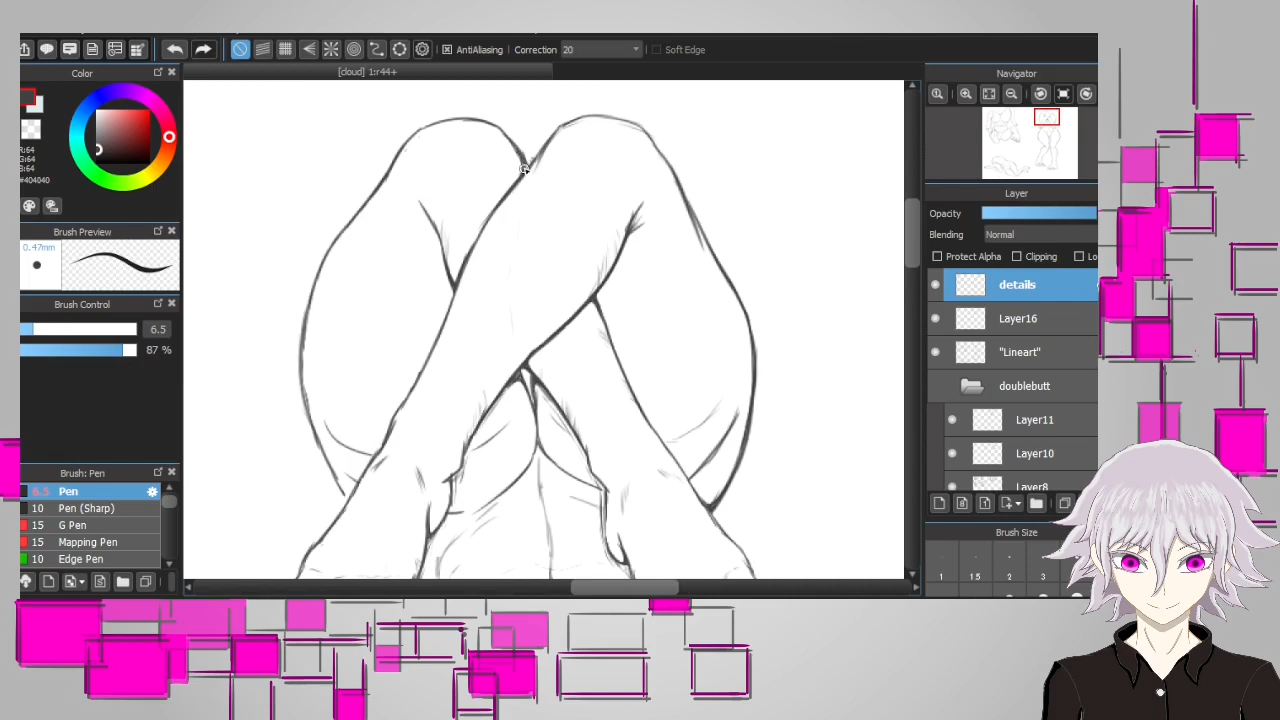 AntiAliasing Correction 20 Soft Edge
Color
[cloud] 1:r44+
Navigator
R:64
G:64
B:64
#404040
Layer
Opacity
Blending Normal
Protect Alpha Clipping Lo
Brush Preview
0.47mm
details
Layer16
"Lineart"
doublebutt
Layer11
Layer10
Layer8
Brush Control
6.5
87 %
Brush: Pen
6.5 Pen
10 Pen (Sharp)
15 G Pen
15 Mapping Pen
10 Edge Pen
Brush Size
1 1.5 2 3